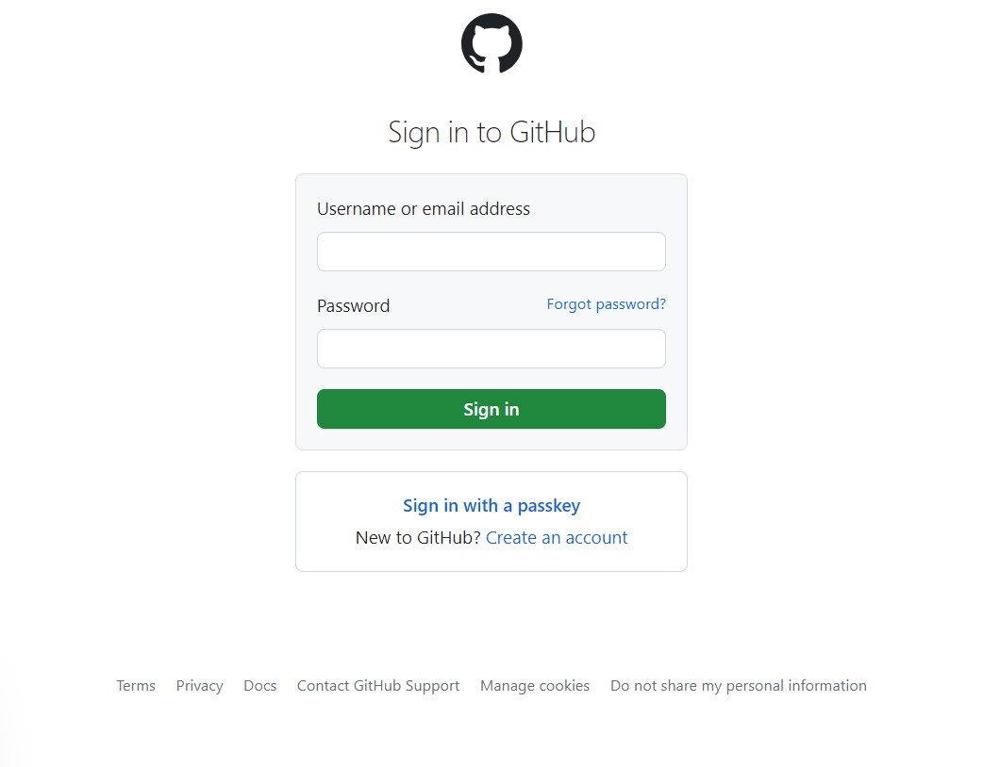 Sign in to GitHub
Username or email address
Password
Forgot password?
Sign in
Sign in with a passkey
New to GitHub? Create an account
Terms Privacy Docs Contact GitHub Support Manage cookies Do not share my personal information